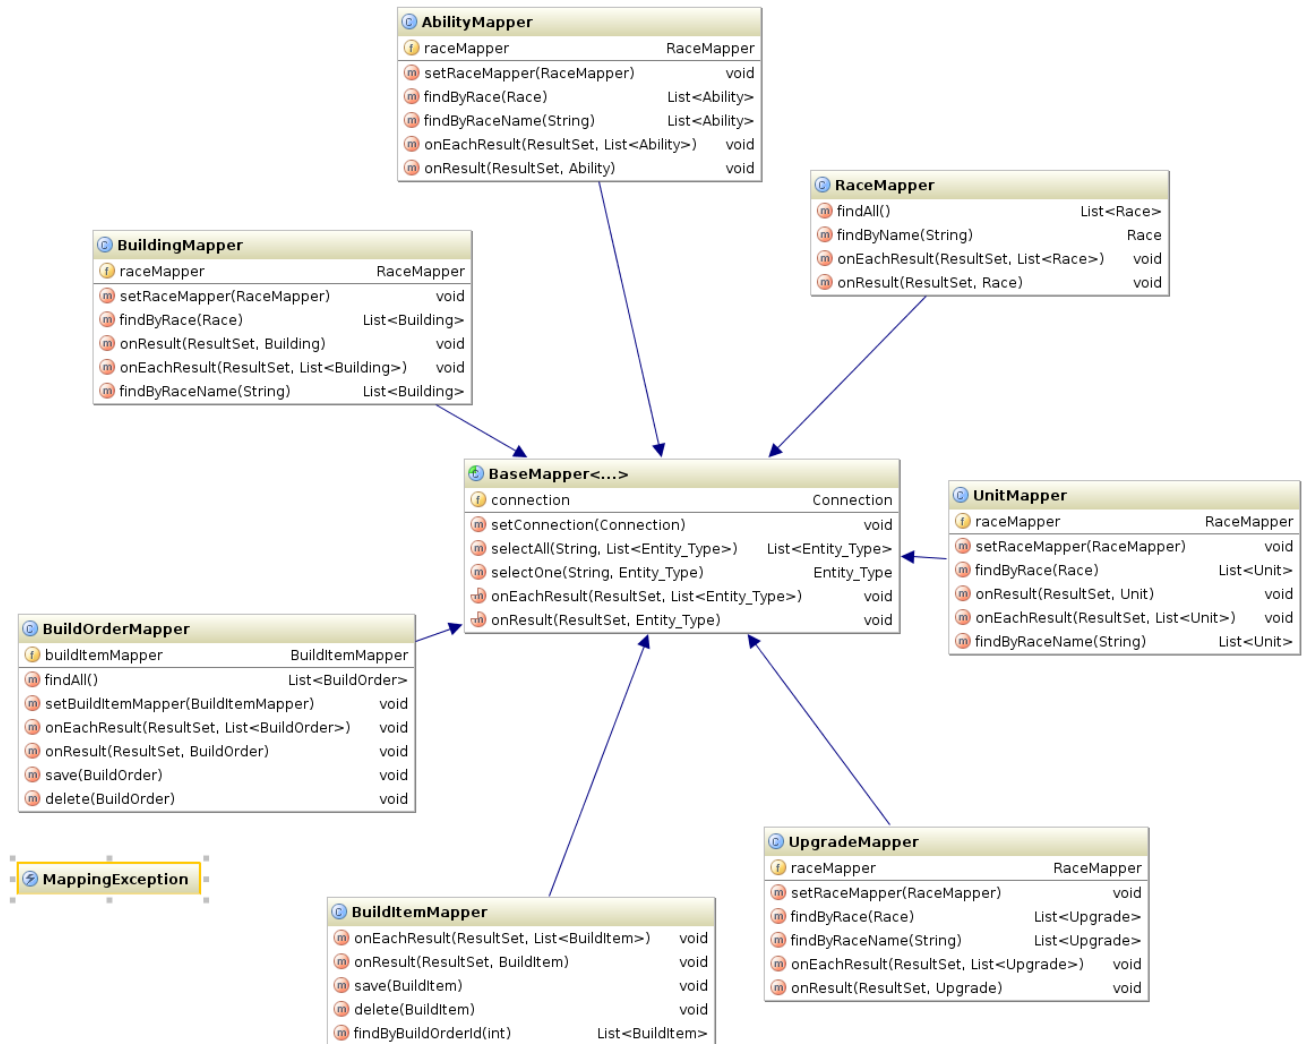 AbilityMapper
raceMapper RaceMapper
setRaceMapper(RaceMapper) void
findByRace(Race) List<Ability>
findByRaceName(String) List<Ability>
onEachResult(ResultSet, List<Ability>) void
onResult(ResultSet, Ability) void
RaceMapper
findAll() List<Race>
findByName(String) Race
onEachResult(ResultSet, List<Race>) void
onResult(ResultSet, Race) void
BuildingMapper
raceMapper RaceMapper
setRaceMapper(RaceMapper) void
findByRace(Race) List<Building>
onResult(ResultSet, Building) void
onEachResult(ResultSet, List<Building>) void
findByRaceName(String) List<Building>
BaseMapper<...>
connection Connection
setConnection(Connection) void
selectAll(String, List<Entity_Type>) List<Entity_Type>
selectOne(String, Entity_Type) Entity_Type
onEachResult(ResultSet, List<Entity_Type>) void
onResult(ResultSet, Entity_Type) void
UnitMapper
raceMapper RaceMapper
setRaceMapper(RaceMapper) void
findByRace(Race) List<Unit>
onResult(ResultSet, Unit) void
onEachResult(ResultSet, List<Unit>) void
findByRaceName(String) List<Unit>
BuildOrderMapper
buildItemMapper BuildItemMapper
findAll() List<BuildOrder>
setBuildItemMapper(BuildItemMapper) void
onEachResult(ResultSet, List<BuildOrder>) void
onResult(ResultSet, BuildOrder) void
save(BuildOrder) void
delete(BuildOrder) void
MappingException
UpgradeMapper
raceMapper RaceMapper
setRaceMapper(RaceMapper) void
findByRace(Race) List<Upgrade>
findByRaceName(String) List<Upgrade>
onEachResult(ResultSet, List<Upgrade>) void
onResult(ResultSet, Upgrade) void
BuildItemMapper
onEachResult(ResultSet, List<BuildItem>) void
onResult(ResultSet, BuildItem) void
save(BuildItem) void
delete(BuildItem) void
findByBuildOrderId(int) List<BuildItem>